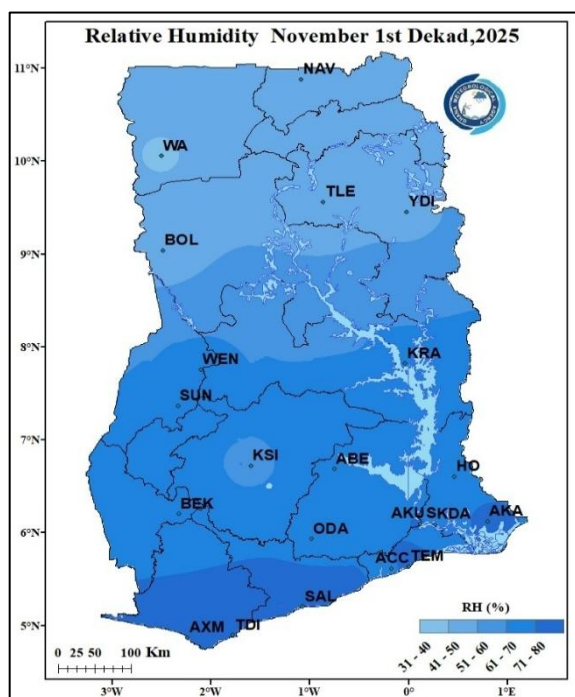 Relative Humidity November 1st Dekad,2025
11°N
NAV
WA
10°N
TLE
YDI
BOL
9°N
8°N
WEN
KRA
SUN
7°N
KSI
ABE
HO
BEK
AKU
SKDA
AKA
6°N
ODA
ACC
TEM
SAL
RH (%)
AXM
TDI
5°N
0 25 50 100 Km
31 - 40
41 - 50
51 - 60
61 - 70
71 - 80
3°W
2°W
1°W
0°
1°E